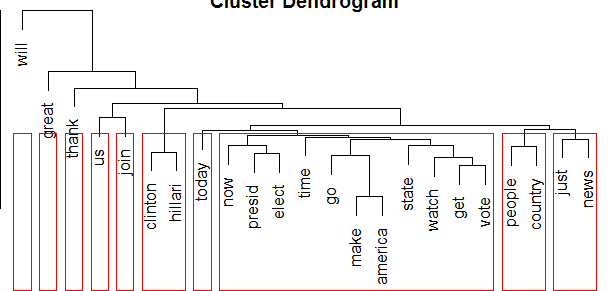 Cluster Dendrogram
will
great
thank
us
join
clinton
hillari
today
now
presid
elect
time
go
make
america
state
watch
get
vote
people
country
just
news